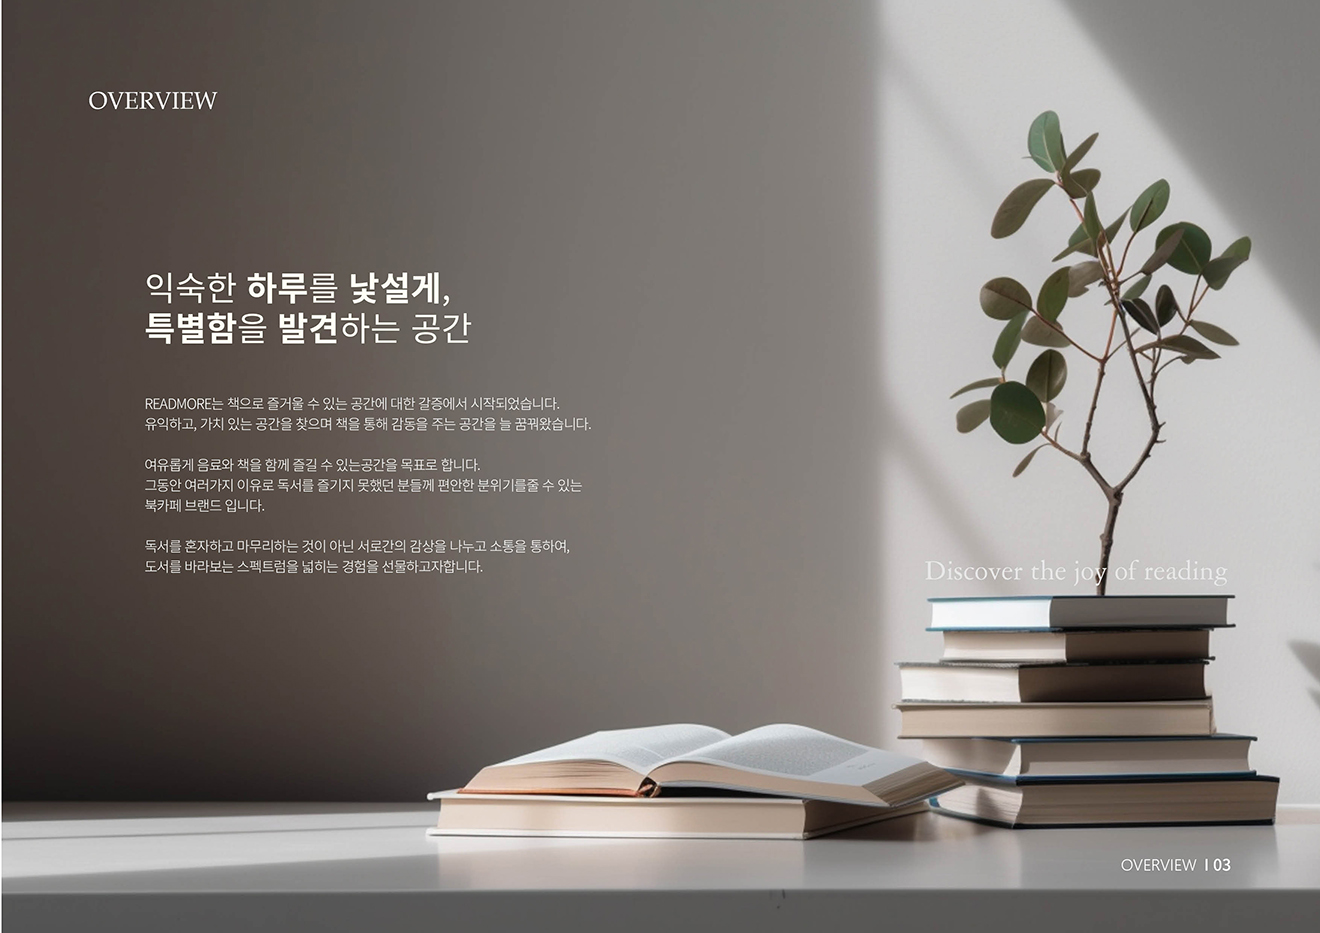 OVERVIEW
익숙한 하루를 낯설게,
특별함을 발견하는 공간
READMORE는 책으로 즐거울 수 있는 공간에 대한 갈증에서 시작되었습니다.
유익하고, 가치 있는 공간을 찾으며 책을 통해 감동을 주는 공간을 늘 꿈꿔왔습니다.
여유롭게 음료와 책을 함께 즐길 수 있는공간을 목표로 합니다.
그동안 여러가지 이유로 독서를 즐기지 못했던 분들께 편안한 분위기를줄 수 있는
북카페 브랜드 입니다.
독서를 혼자하고 마무리하는 것이 아닌 서로간의 감상을 나누고 소통을 통하여,
도서를 바라보는 스펙트럼을 넓히는 경험을 선물하고자합니다.
Discover the joy of reading
OVERVIEW | 03